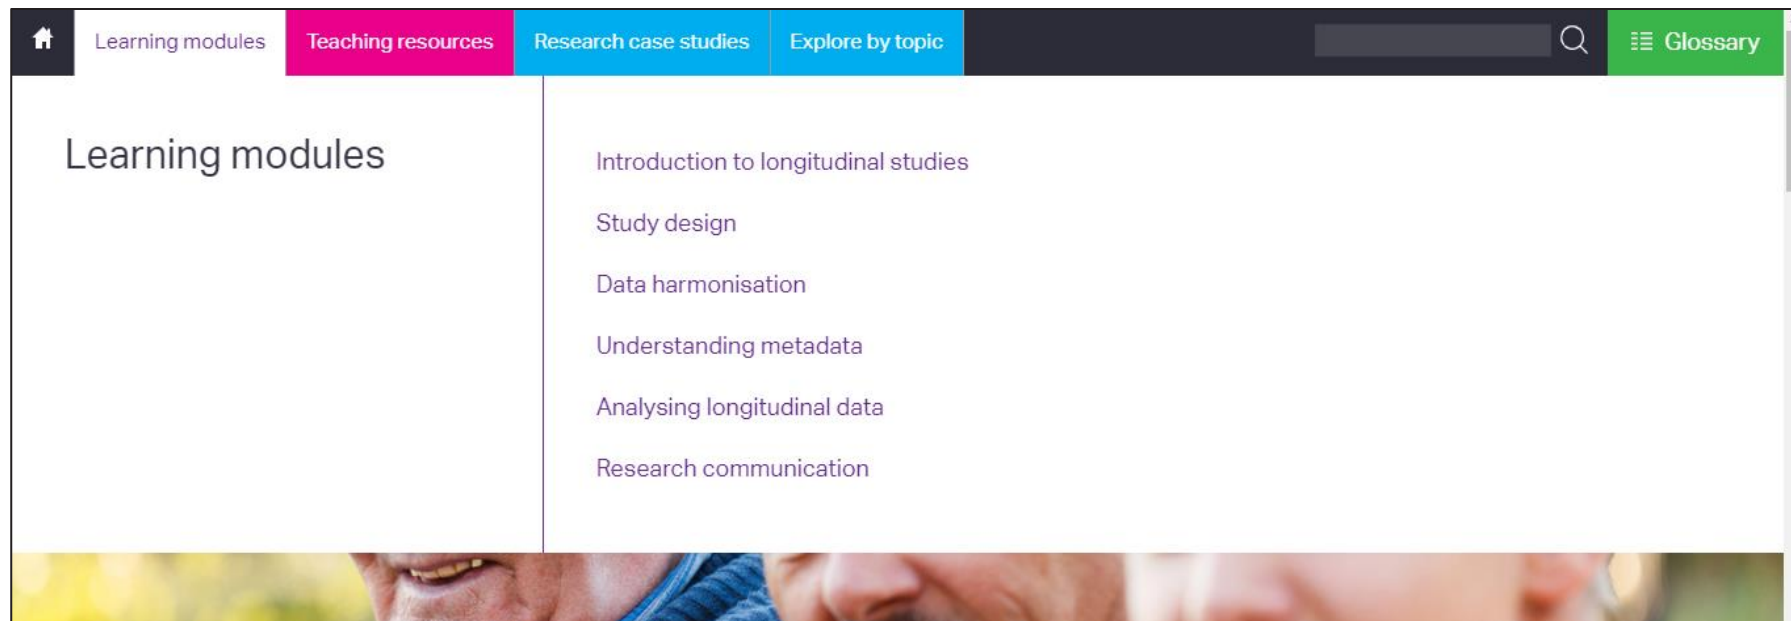 Learning modules
Teaching resources
Research case studies
Explore by topic
Glossary
Learning modules
Introduction to longitudinal studies
Study design
Data harmonisation
Understanding metadata
Analysing longitudinal data
Research communication